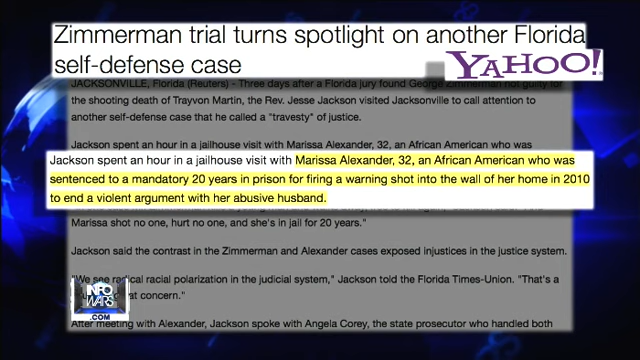 Zimmerman trial turns spotlight on another Florida
self-defense case
YAHOO!
JACKSONVILLE, Florida (Reuters) - Three days after a Florida jury found George Zimmerman not guilty for
the shooting death of Trayvon Martin, the Rev. Jesse Jackson visited Jacksonville to call attention to
another self-defense case that he called a "travesty" of justice.
Jackson spent an hour in a jailhouse visit with Marissa Alexander, 32, an African American who was
Jackson spent an hour in a jailhouse visit with Marissa Alexander, 32, an African American who was
sentenced to a mandatory 20 years in prison for firing a warning shot into the wall of her home in 2010
to end a violent argument with her abusive husband.
Marissa shot no one, hurt no one, and she's in jail for 20 years."
Jackson said the contrast in the Zimmerman and Alexander cases exposed injustices in the justice system.
"We see radical racial polarization in the judicial system," Jackson told the Florida Times-Union. "That's a
concern."
After meeting with Alexander, Jackson spoke with Angela Corey, the state prosecutor who handled both
INFO
WARS
.COM